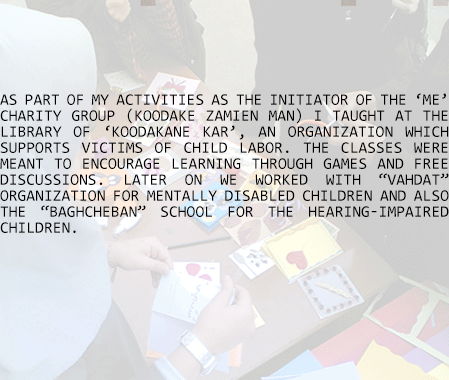 AS PART OF MY ACTIVITIES AS THE INITIATOR OF THE ‘ME’
CHARITY GROUP (KOODAKE ZAMIEN MAN) I TAUGHT AT THE
LIBRARY OF ‘KOODAKANE KAR’, AN ORGANIZATION WHICH
SUPPORTS VICTIMS OF CHILD LABOR. THE CLASSES WERE
MEANT TO ENCOURAGE LEARNING THROUGH GAMES AND FREE
DISCUSSIONS. LATER ON WE WORKED WITH “VAHDAT”
ORGANIZATION FOR MENTALLY DISABLED CHILDREN AND ALSO
THE “BAGHCHEBAN” SCHOOL FOR THE HEARING-IMPAIRED
CHILDREN.